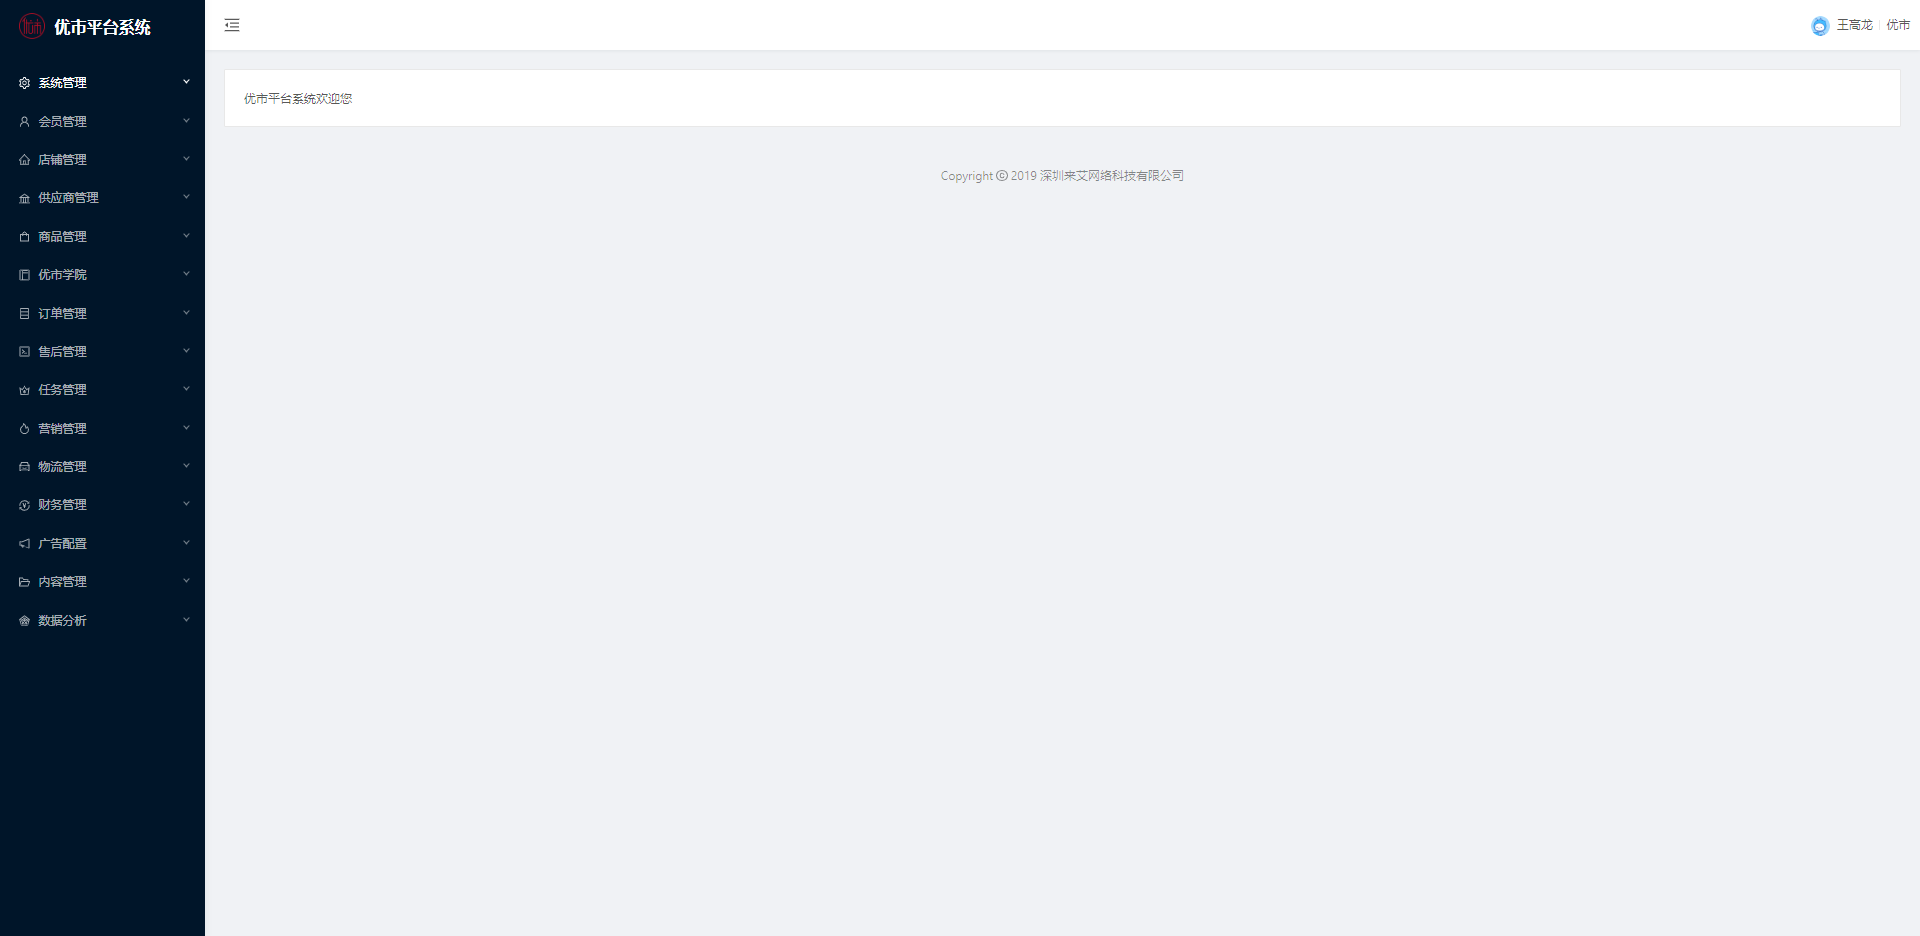 优市
优市平台系统
王高龙
优市
系统管理
会员管理
店铺管理
供应商管理
商品管理
优市学院
订单管理
售后管理
任务管理
营销管理
物流管理
财务管理
广告配置
内容管理
数据分析
优市平台系统欢迎您
Copyright © 2019 深圳来艾网络科技有限公司